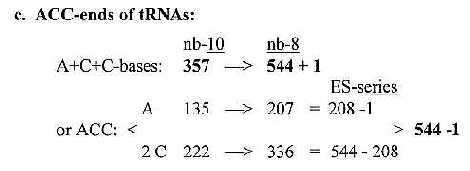 c. ACC-ends of tRNAs:
nb-10 nb-8
A+C+C-bases: 357 —> 544 + 1
ES-series
A 135 —> 207 = 208 -1
or ACC: < > 544 -1
2 C 222 —> 336 = 544 - 208